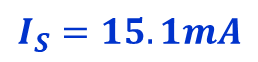 I_S = 15.1mA